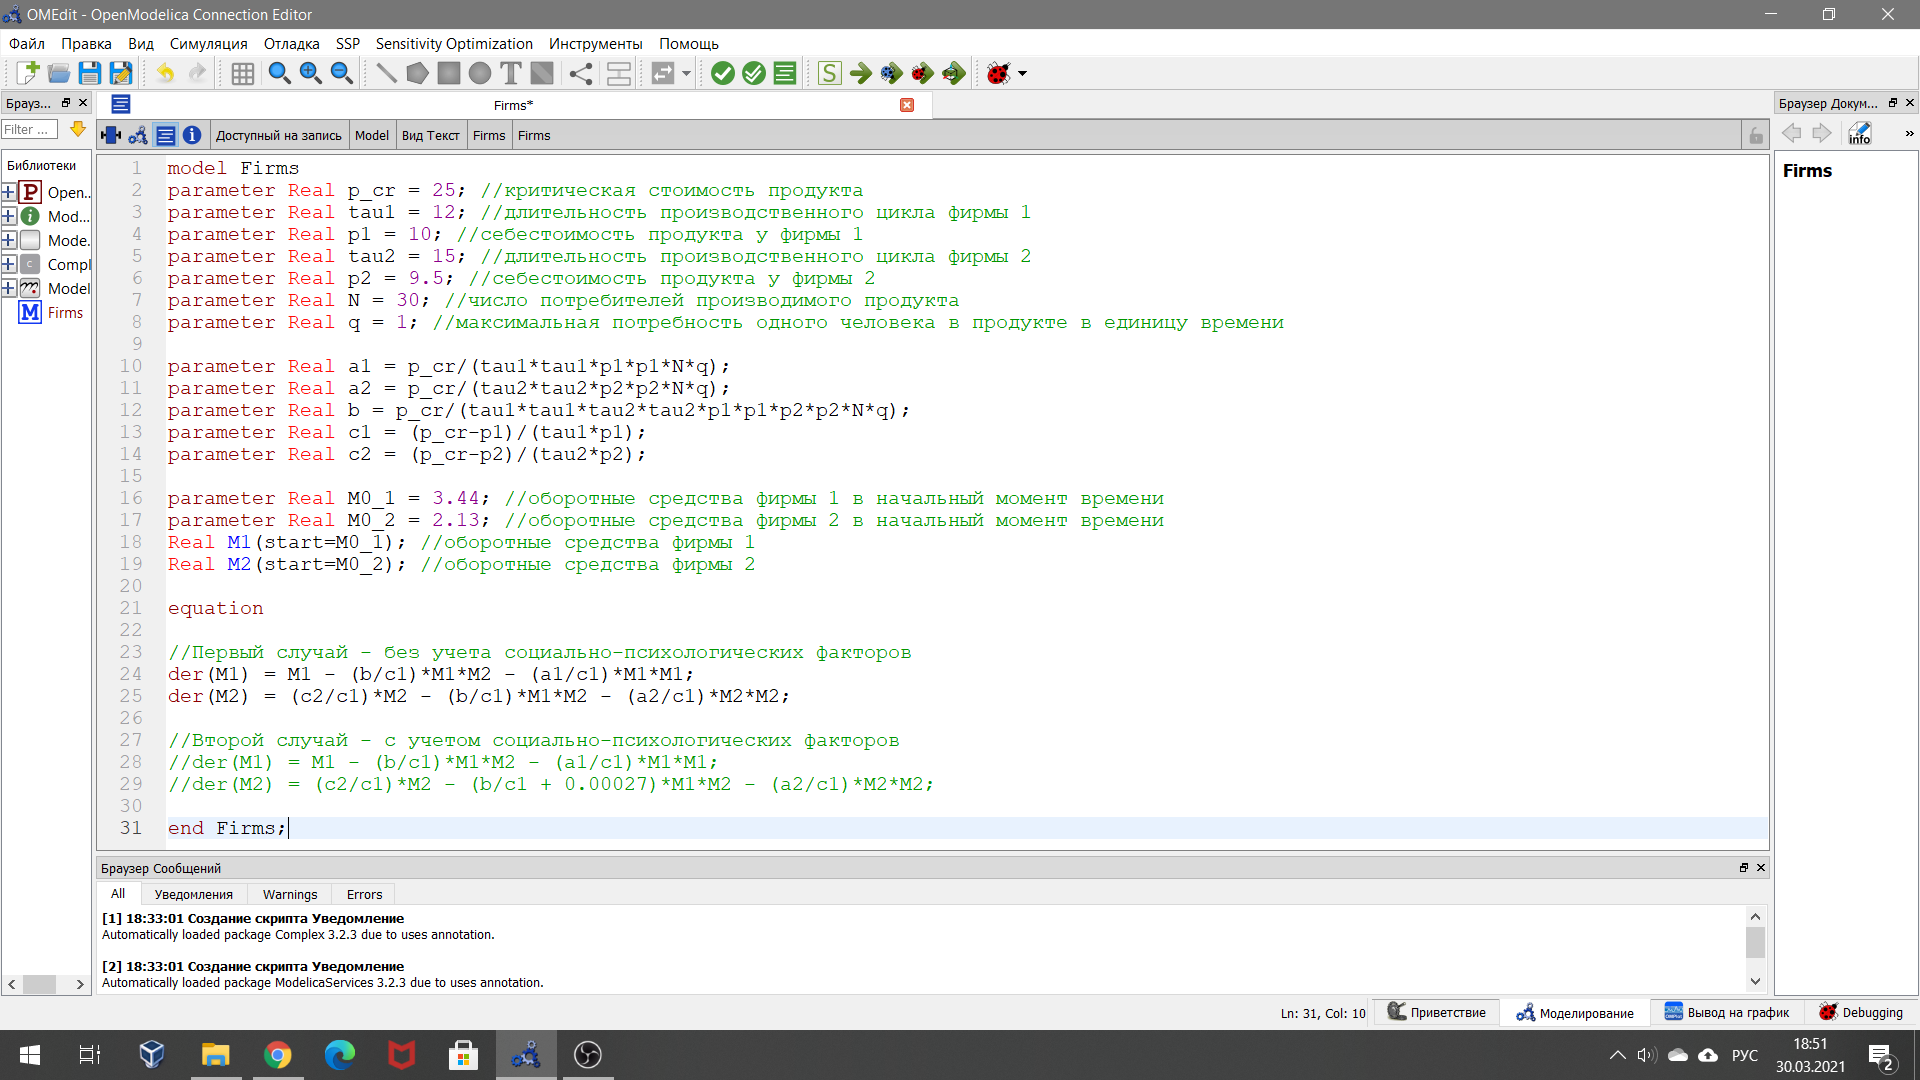 OMEdit - OpenModelica Connection Editor
Файл Правка Вид Симуляция Отладка SSP Sensitivity Optimization Инструменты Помощь
Брауз...
Firms*
Браузер Докум...
Filter ...
Доступный на запись Model Вид Текст Firms Firms
info
»
Библиотеки
Open..
Mod...
Mode.
Compl
Model
Firms
Firms
1 model Firms
2 parameter Real p_cr = 25; //критическая стоимость продукта
3 parameter Real tau1 = 12; //длительность производственного цикла фирмы 1
4 parameter Real p1 = 10; //себестоимость продукта у фирмы 1
5 parameter Real tau2 = 15; //длительность производственного цикла фирмы 2
6 parameter Real p2 = 9.5; //себестоимость продукта у фирмы 2
7 parameter Real N = 30; //число потребителей производимого продукта
8 parameter Real q = 1; //максимальная потребность одного человека в продукте в единицу времени
9
10 parameter Real a1 = p_cr/(tau1*tau1*p1*p1*N*q);
11 parameter Real a2 = p_cr/(tau2*tau2*p2*p2*N*q);
12 parameter Real b = p_cr/(tau1*tau1*tau2*tau2*p1*p1*p2*p2*N*q);
13 parameter Real c1 = (p_cr-p1)/(tau1*p1);
14 parameter Real c2 = (p_cr-p2)/(tau2*p2);
15
16 parameter Real M0_1 = 3.44; //оборотные средства фирмы 1 в начальный момент времени
17 parameter Real M0_2 = 2.13; //оборотные средства фирмы 2 в начальный момент времени
18 Real M1(start=M0_1); //оборотные средства фирмы 1
19 Real M2(start=M0_2); //оборотные средства фирмы 2
20
21 equation
22
23 //Первый случай - без учета социально-психологических факторов
24 der(M1) = M1 - (b/c1)*M1*M2 - (a1/c1)*M1*M1;
25 der(M2) = (c2/c1)*M2 - (b/c1)*M1*M2 - (a2/c1)*M2*M2;
26
27 //Второй случай - с учетом социально-психологических факторов
28 //der(M1) = M1 - (b/c1)*M1*M2 - (a1/c1)*M1*M1;
29 //der(M2) = (c2/c1)*M2 - (b/c1 + 0.00027)*M1*M2 - (a2/c1)*M2*M2;
30
31 end Firms;
Браузер Сообщений
All Уведомления Warnings Errors
[1] 18:33:01 Создание скрипта Уведомление
Automatically loaded package Complex 3.2.3 due to uses annotation.
[2] 18:33:01 Создание скрипта Уведомление
Automatically loaded package ModelicaServices 3.2.3 due to uses annotation.
Ln: 31, Col: 10 Приветствие Моделирование Вывод на график Debugging
РУС
18:51
30.03.2021
2